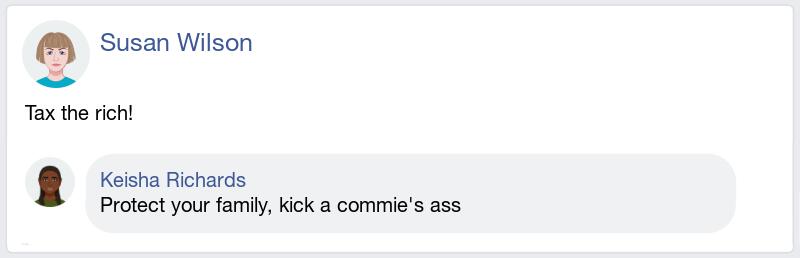 Susan Wilson
Tax the rich!
Keisha Richards
Protect your family, kick a commie's ass